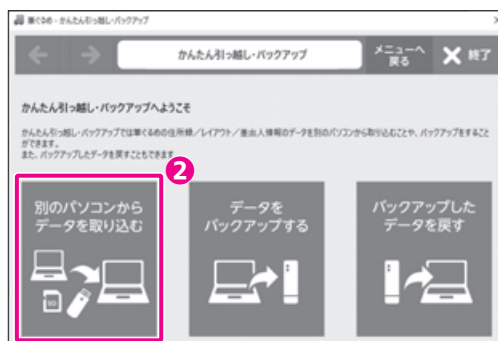 筆ぐるめ - かんたん引っ越し・バックアップ
かんたん引っ越し・バックアップ
メニューへ
戻る
終了
かんたん引っ越し・バックアップへようこそ
かんたん引っ越し・バックアップでは筆ぐるめの住所録／レイアウト／差出人情報のデータを別のパソコンから取り込むことや、バックアップをすること
ができます。
また、バックアップしたデータを戻すこともできます
2
別のパソコンから
データを取り込む
SD
データを
バックアップする
バックアップした
データを戻す